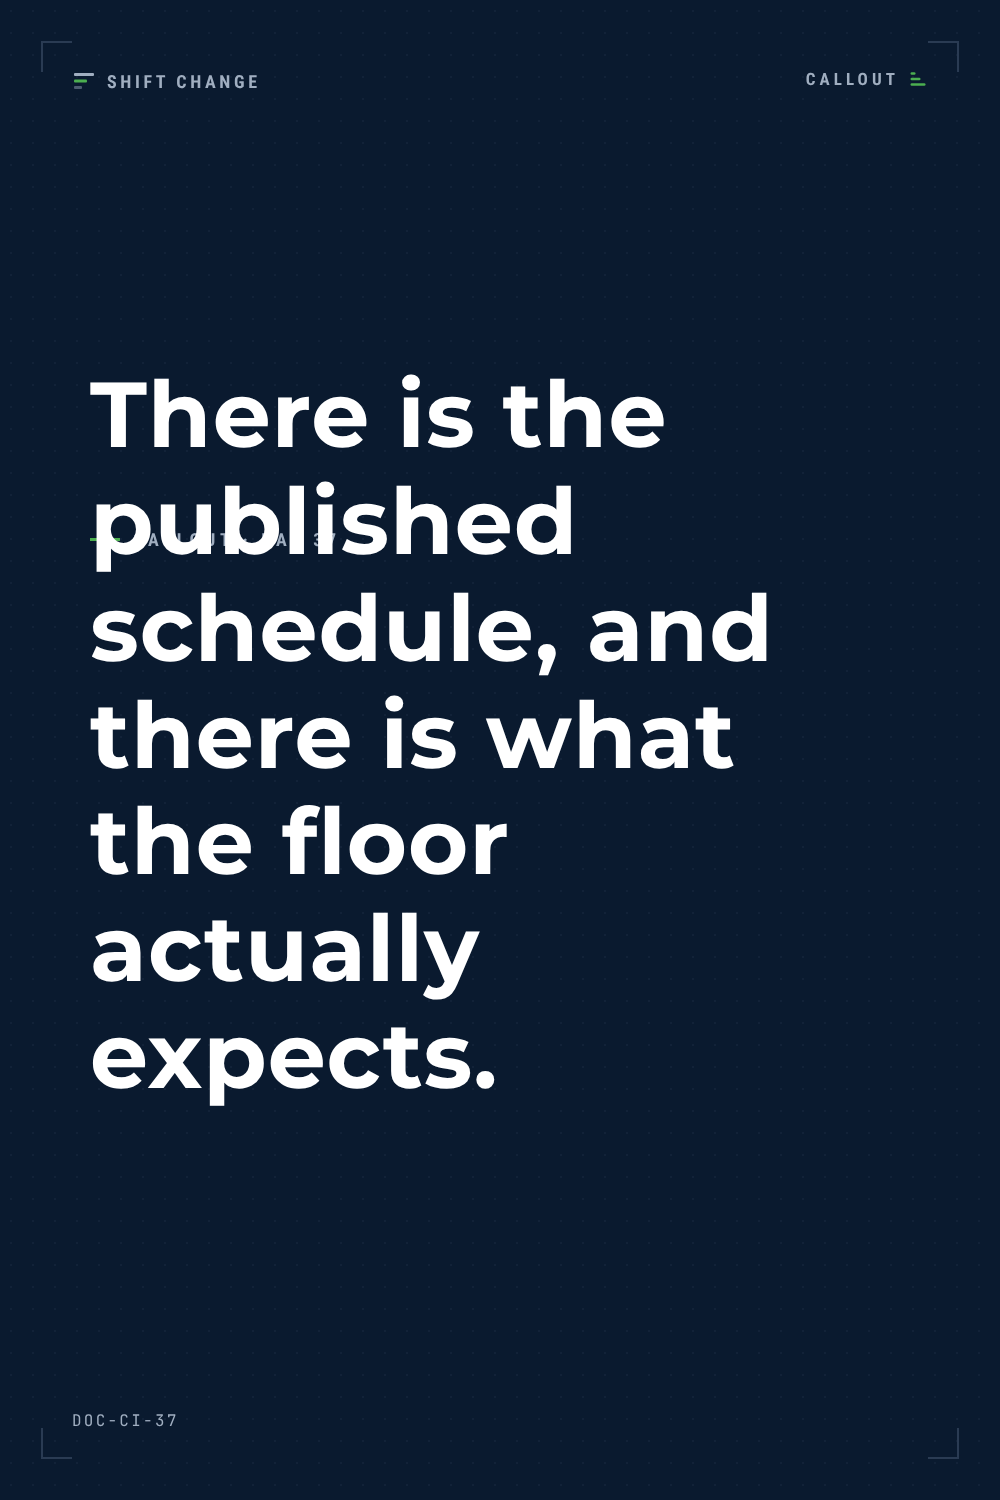 SHIFT CHANGE
CALLOUT
There is the
published
schedule, and
there is what
the floor
actually
expects.
DOC-CI-37